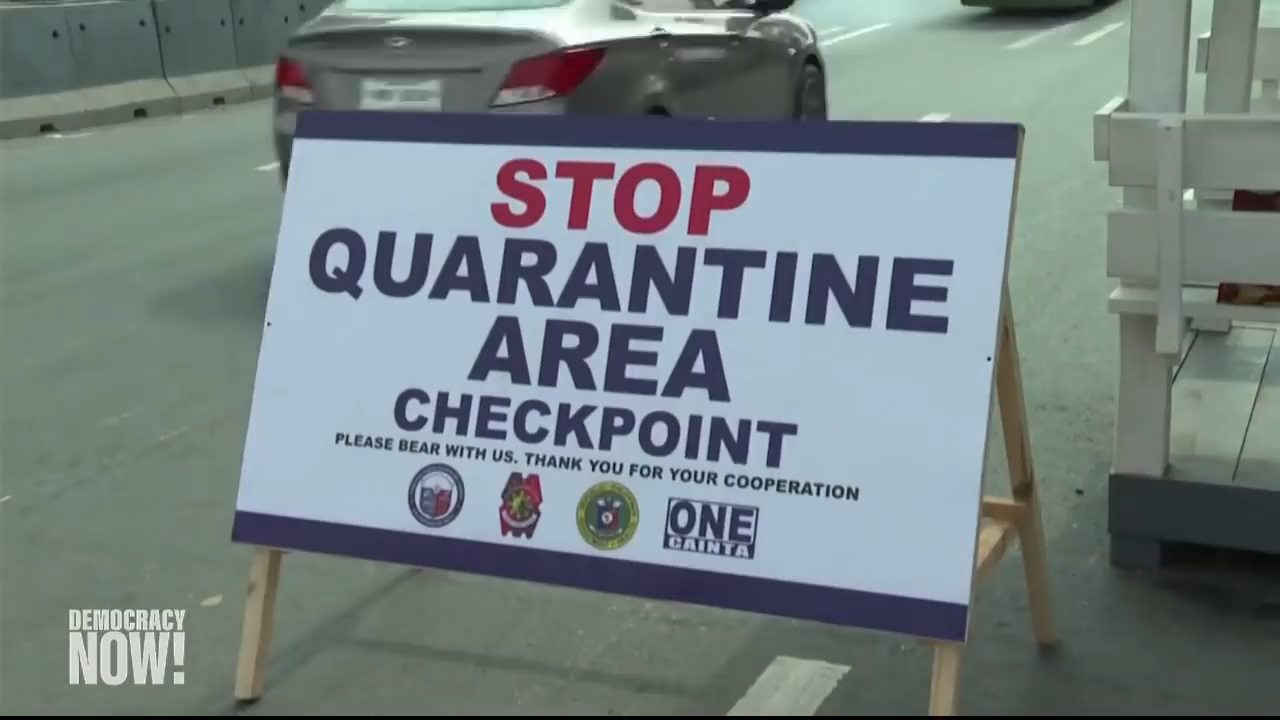 STOP
QUARANTINE
AREA
CHECKPOINT
PLEASE BEAR WITH US. THANK YOU FOR YOUR COOPERATION
ONE
CAINTA
DEMOCRACY
NOW!